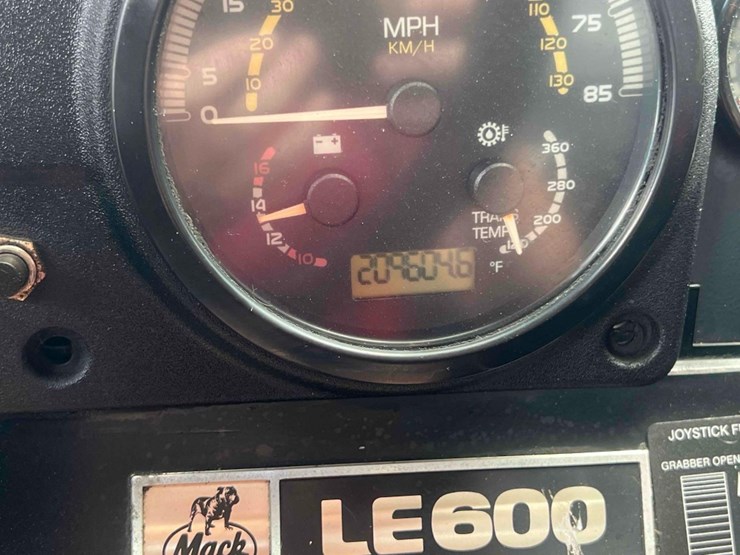 15 30 MPH 110 75
20 KM/H 120
5 10 130 85
0
16 360
14 280
12 TRANS 200
10 TEMP 120
°F
JOYSTICK
GRABBER OPEN
LE600
Mack